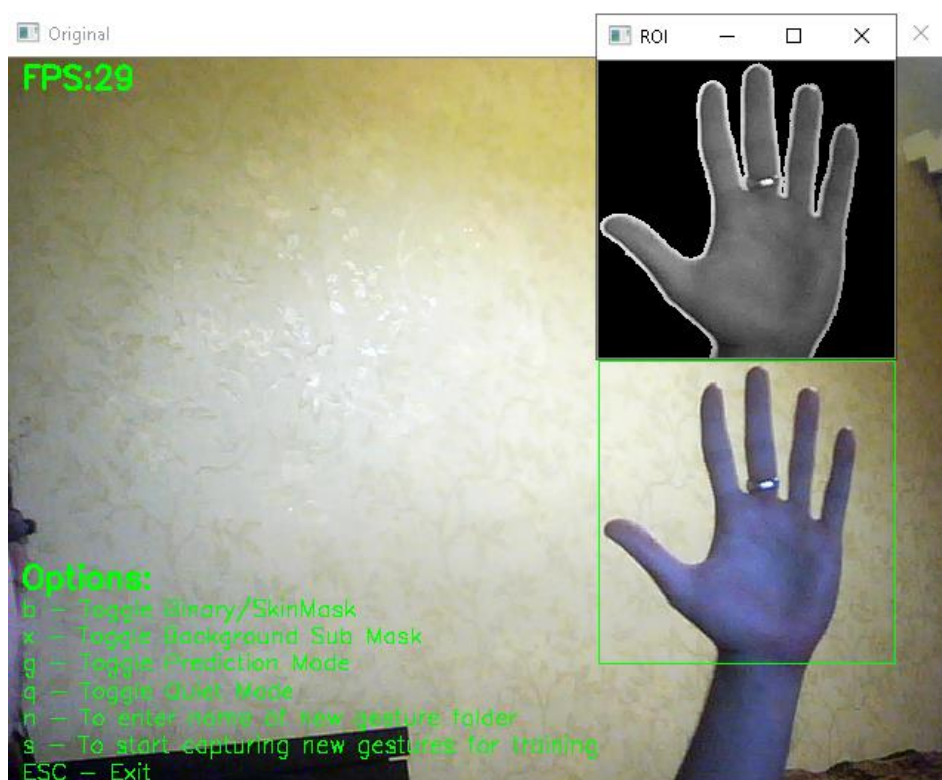 Original
ROI
FPS:29
Options:
b - Toggle Binary/SkinMask
x - Toggle Background Sub Mask
g - Toggle Prediction Mode
q - Toggle Quiet Mode
n - To enter name of new gesture folder
s - To start capturing new gestures for training
ESC - Exit